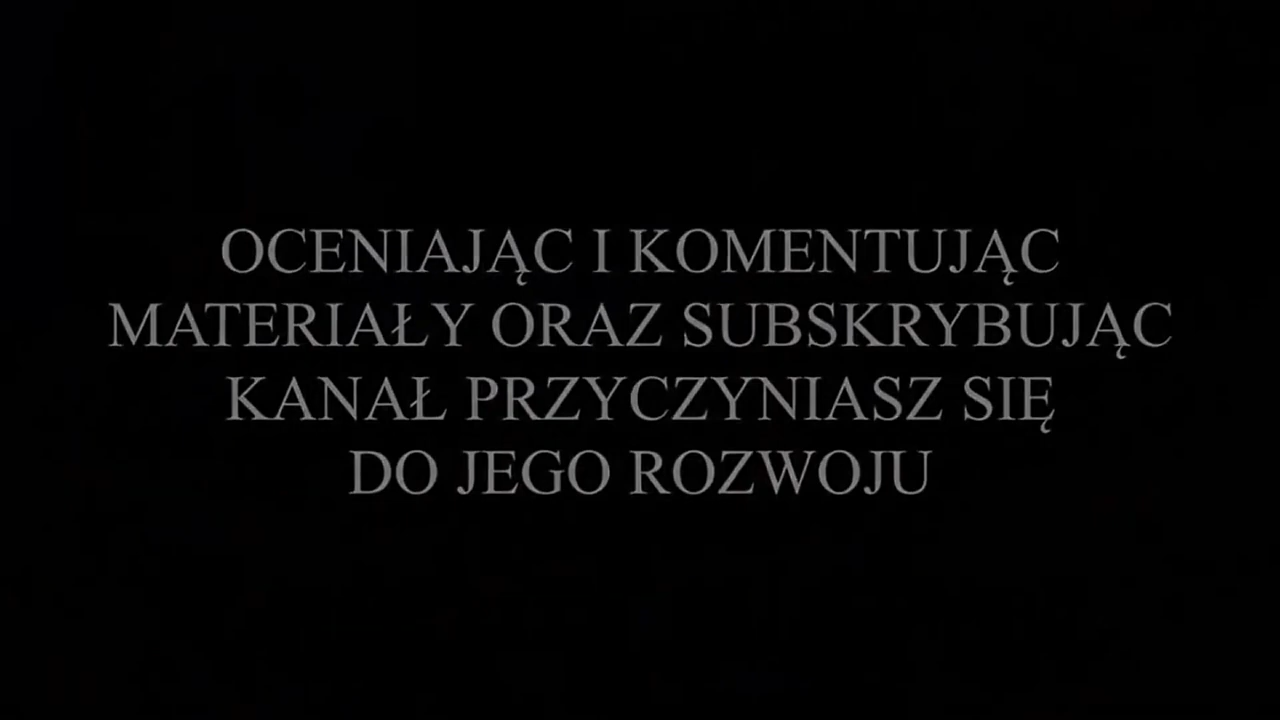 OCENIAJĄC I KOMENTUJĄC
MATERIAŁY ORAZ SUBSKRYBUJĄC
KANAŁ PRZYCZYNIASZ SIĘ
DO JEGO ROZWOJU